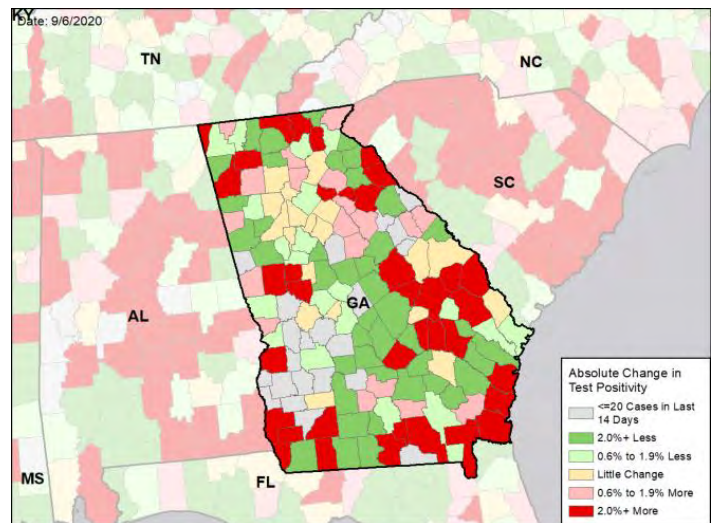 KY
Date: 9/6/2020
TN
NC
SC
GA
AL
MS
FL
Absolute Change in
Test Positivity
<=20 Cases in Last
14 Days
2.0%+ Less
0.6% to 1.9% Less
Little Change
0.6% to 1.9% More
2.0%+ More